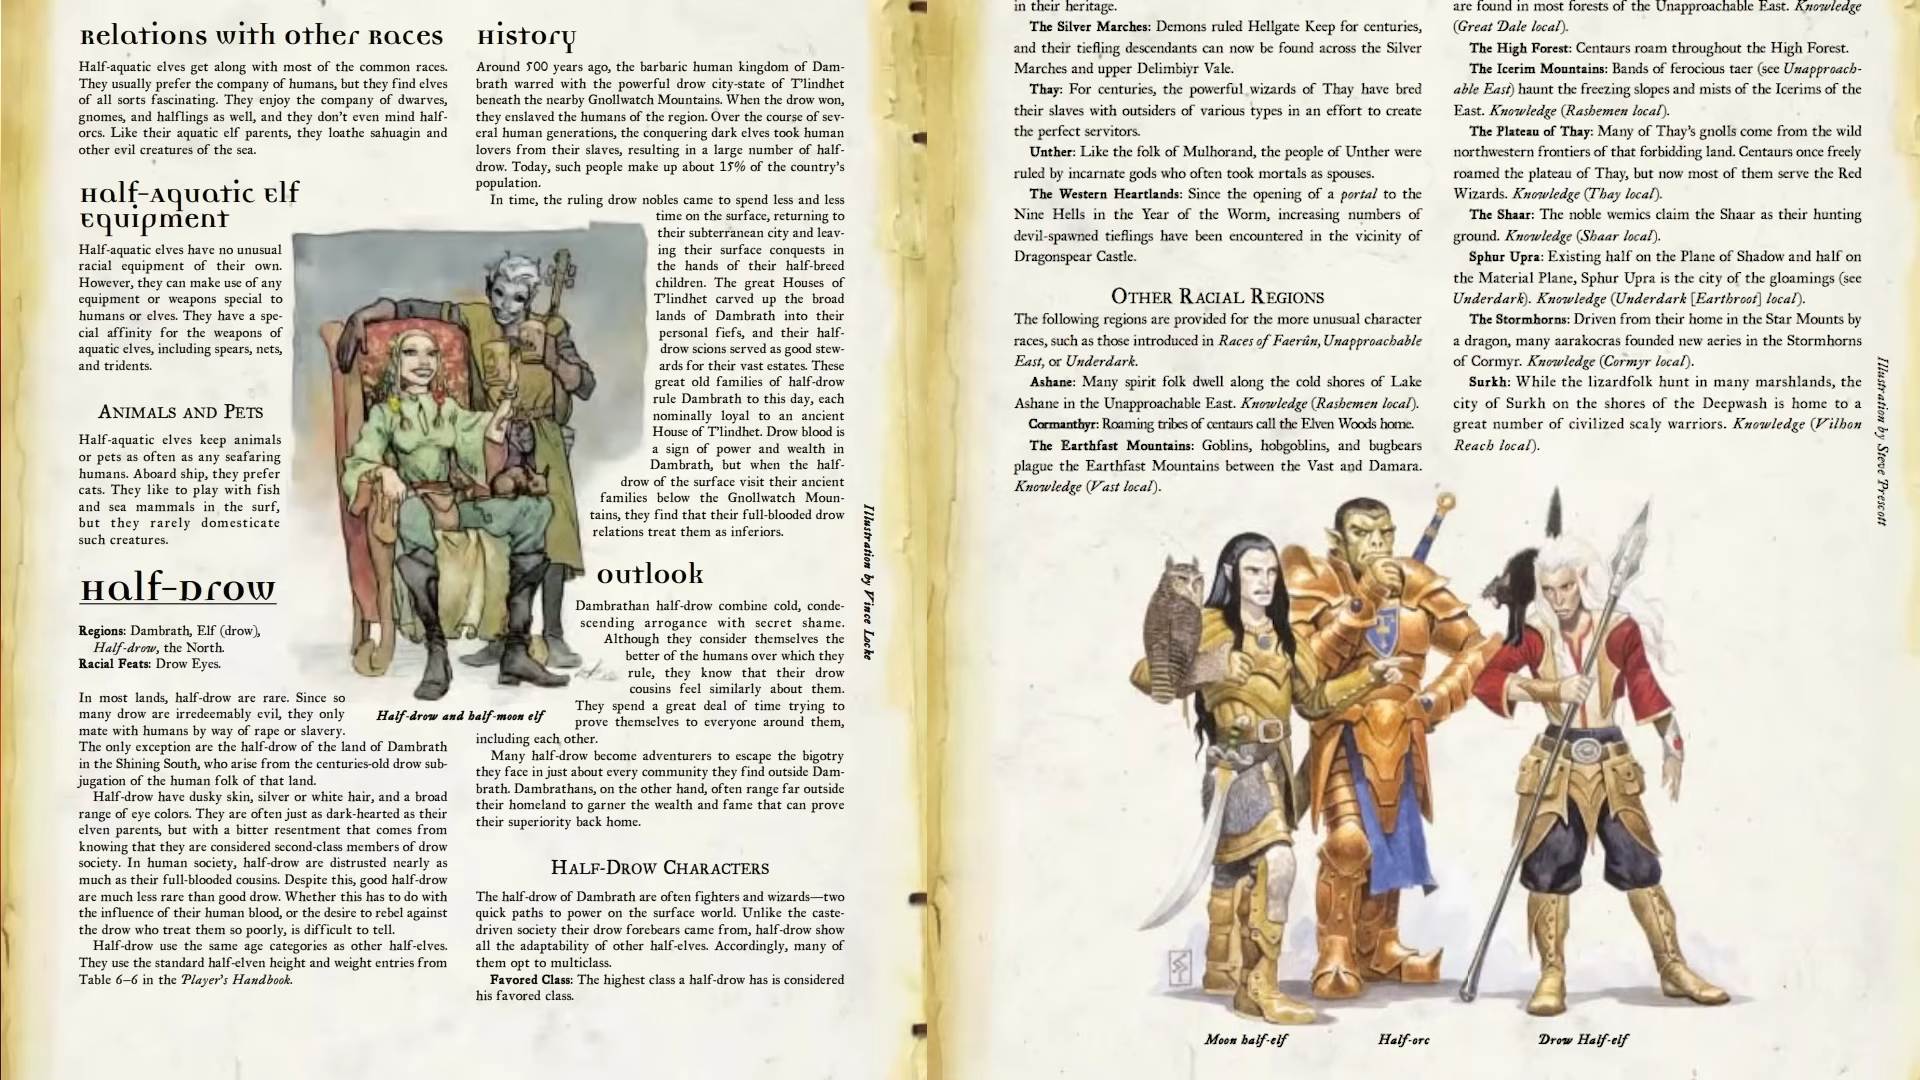 Relations with Other Races
Half-aquatic elves get along with most of the common races.
They usually prefer the company of humans, but they find elves
of all sorts fascinating. They enjoy the company of dwarves,
gnomes, and halflings as well, and they don't even mind half-
orcs. Like their aquatic elf parents, they loathe sahuagin and
other evil creatures of the sea.
Half-Aquatic Elf
Equipment
Half-aquatic elves have no unusual
racial equipment of their own.
However, they can make use of any
equipment or weapons special to
humans or elves. They have a spe-
cial affinity for the weapons of
aquatic elves, including spears, nets,
and tridents.
Animals and Pets
Half-aquatic elves keep animals
or pets as often as any seafaring
humans. Aboard ship, they prefer
cats. They like to play with fish
and sea mammals in the surf,
but they rarely domesticate
such creatures.
Half-Drow
Regions: Dambrath, Elf (drow),
Half-drow, the North.
Racial Feats: Drow Eyes.
In most lands, half-drow are rare. Since so
many drow are irredeemably evil, they only
mate with humans by way of rape or slavery.
The only exception are the half-drow of the land of Dambrath
in the Shining South, who arise from the centuries-old drow sub-
jugation of the human folk of that land.
Half-drow have dusky skin, silver or white hair, and a broad
range of eye colors. They are often just as dark-hearted as their
elven parents, but with a bitter resentment that comes from
knowing that they are considered second-class members of drow
society. In human society, half-drow are distrusted nearly as
much as their full-blooded cousins. Despite this, good half-drow
are much less rare than good drow. Whether this has to do with
the influence of their human blood, or the desire to rebel against
the drow who treat them so poorly, is difficult to tell.
Half-drow use the same age categories as other half-elves.
They use the standard half-elven height and weight entries from
Table 6–6 in the Player's Handbook.
Half-drow and half-moon elf
History
Around 500 years ago, the barbaric human kingdom of Dam-
brath warred with the powerful drow city-state of T'lindhet
beneath the nearby Gnollwatch Mountains. When the drow won,
they enslaved the humans of the region. Over the course of sev-
eral human generations, the conquering dark elves took human
lovers from their slaves, resulting in a large number of half-
drow. Today, such people make up about 15% of the country's
population.
In time, the ruling drow nobles came to spend less and less
time on the surface, returning to
their subterranean city and leav-
ing their surface conquests in
the hands of their half-breed
children. The great Houses of
T'lindhet carved up the broad
lands of Dambrath into their
personal fiefs, and their half-
drow scions served as good stew-
ards for their vast estates. These
great old families of half-drow
rule Dambrath to this day, each
nominally loyal to an ancient
House of T'lindhet. Drow blood is
a sign of power and wealth in
Dambrath, but when the half-
drow of the surface visit their ancient
families below the Gnollwatch Moun-
tains, they find that their full-blooded drow
relations treat them as inferiors.
Outlook
Dambrathan half-drow combine cold, conde-
scending arrogance with secret shame.
Although they consider themselves the
better of the humans over which they
rule, they know that their drow
cousins feel similarly about them.
They spend a great deal of time trying to
prove themselves to everyone around them,
including each other.
Many half-drow become adventurers to escape the bigotry
they face in just about every community they find outside Dam-
brath. Dambrathans, on the other hand, often range far outside
their homeland to garner the wealth and fame that can prove
their superiority back home.
Half-Drow Characters
The half-drow of Dambrath are often fighters and wizards—two
quick paths to power on the surface world. Unlike the caste-
driven society their drow forebears came from, half-drow show
all the adaptability of other half-elves. Accordingly, many of
them opt to multiclass.
Favored Class: The highest class a half-drow has is considered
his favored class.
Illustration by Vince Locke
in their heritage.
The Silver Marches: Demons ruled Hellgate Keep for centuries,
and their tiefling descendants can now be found across the Silver
Marches and upper Delimbiyr Vale.
Thay: For centuries, the powerful wizards of Thay have bred
their slaves with outsiders of various types in an effort to create
the perfect servitors.
Unther: Like the folk of Mulhorand, the people of Unther were
ruled by incarnate gods who often took mortals as spouses.
The Western Heartlands: Since the opening of a portal to the
Nine Hells in the Year of the Worm, increasing numbers of
devil-spawned tieflings have been encountered in the vicinity of
Dragonspear Castle.
Other Racial Regions
The following regions are provided for the more unusual character
races, such as those introduced in Races of Faerûn, Unapproachable
East, or Underdark.
Ashane: Many spirit folk dwell along the cold shores of Lake
Ashane in the Unapproachable East. Knowledge (Rashemen local).
Cormanthyr: Roaming tribes of centaurs call the Elven Woods home.
The Earthfast Mountains: Goblins, hobgoblins, and bugbears
plague the Earthfast Mountains between the Vast and Damara.
Knowledge (Vast local).
are found in most forests of the Unapproachable East. Knowledge
(Great Dale local).
The High Forest: Centaurs roam throughout the High Forest.
The Icerim Mountains: Bands of ferocious taer (see Unapproach-
able East) haunt the freezing slopes and mists of the Icerims of the
East. Knowledge (Rashemen local).
The Plateau of Thay: Many of Thay's gnolls come from the wild
northwestern frontiers of that forbidding land. Centaurs once freely
roamed the plateau of Thay, but now most of them serve the Red
Wizards. Knowledge (Thay local).
The Shaar: The noble wemics claim the Shaar as their hunting
ground. Knowledge (Shaar local).
Sphur Upra: Existing half on the Plane of Shadow and half on
the Material Plane, Sphur Upra is the city of the gloamings (see
Underdark). Knowledge (Underdark [Earthroot] local).
The Stormhorns: Driven from their home in the Star Mounts by
a dragon, many aarakocras founded new aeries in the Stormhorns
of Cormyr. Knowledge (Cormyr local).
Surkh: While the lizardfolk hunt in many marshlands, the
city of Surkh on the shores of the Deepwash is home to a
great number of civilized scaly warriors. Knowledge (Vilhon
Reach local).
Illustration by Steve Prescott
Moon half-elf
Half-orc
Drow Half-elf